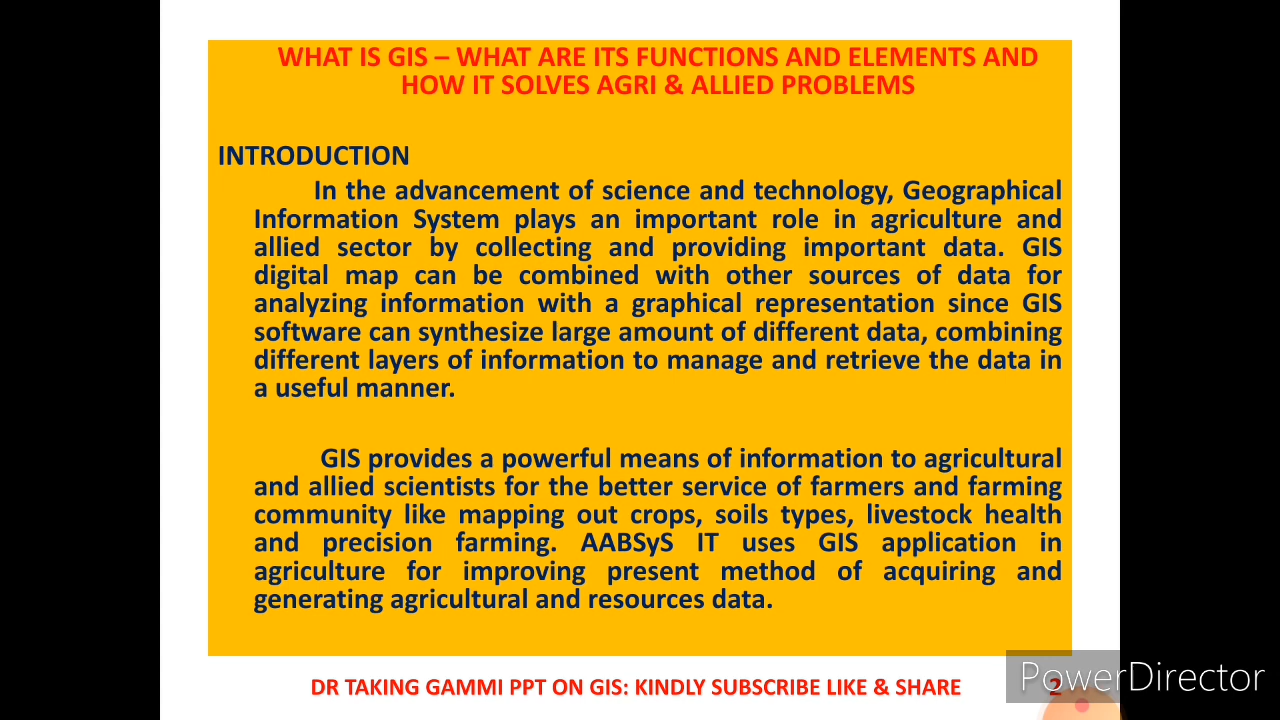 WHAT IS GIS – WHAT ARE ITS FUNCTIONS AND ELEMENTS AND
HOW IT SOLVES AGRI & ALLIED PROBLEMS
INTRODUCTION
In the advancement of science and technology, Geographical
Information System plays an important role in agriculture and
allied sector by collecting and providing important data. GIS
digital map can be combined with other sources of data for
analyzing information with a graphical representation since GIS
software can synthesize large amount of different data, combining
different layers of information to manage and retrieve the data in
a useful manner.
GIS provides a powerful means of information to agricultural
and allied scientists for the better service of farmers and farming
community like mapping out crops, soils types, livestock health
and precision farming. AABSyS IT uses GIS application in
agriculture for improving present method of acquiring and
generating agricultural and resources data.
DR TAKING GAMMI PPT ON GIS: KINDLY SUBSCRIBE LIKE & SHARE
2
PowerDirector